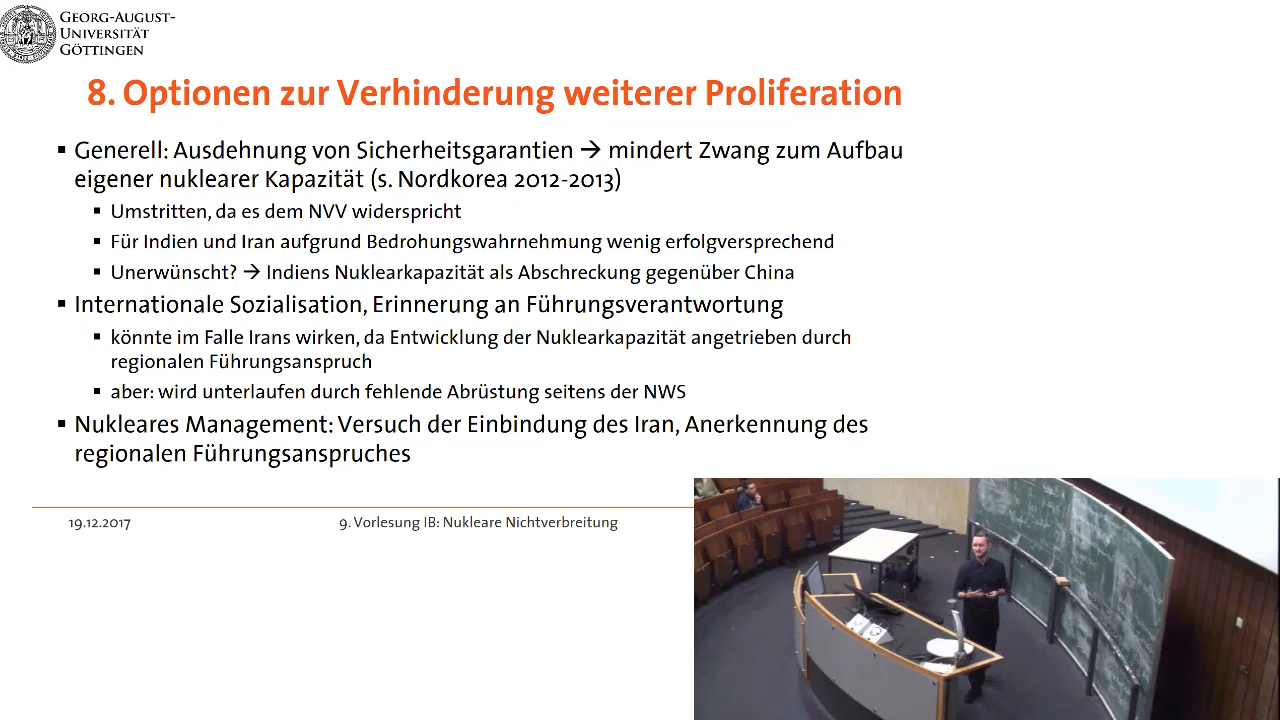 GEORG-AUGUST-
UNIVERSITÄT
GÖTTINGEN
8. Optionen zur Verhinderung weiterer Proliferation
▪ Generell: Ausdehnung von Sicherheitsgarantien → mindert Zwang zum Aufbau
eigener nuklearer Kapazität (s. Nordkorea 2012-2013)
▪ Umstritten, da es dem NVV widerspricht
▪ Für Indien und Iran aufgrund Bedrohungswahrnehmung wenig erfolgversprechend
▪ Unerwünscht? → Indiens Nuklearkapazität als Abschreckung gegenüber China
▪ Internationale Sozialisation, Erinnerung an Führungsverantwortung
▪ könnte im Falle Irans wirken, da Entwicklung der Nuklearkapazität angetrieben durch
regionalen Führungsanspruch
▪ aber: wird unterlaufen durch fehlende Abrüstung seitens der NWS
▪ Nukleares Management: Versuch der Einbindung des Iran, Anerkennung des
regionalen Führungsanspruches
19.12.2017
9. Vorlesung IB: Nukleare Nichtverbreitung